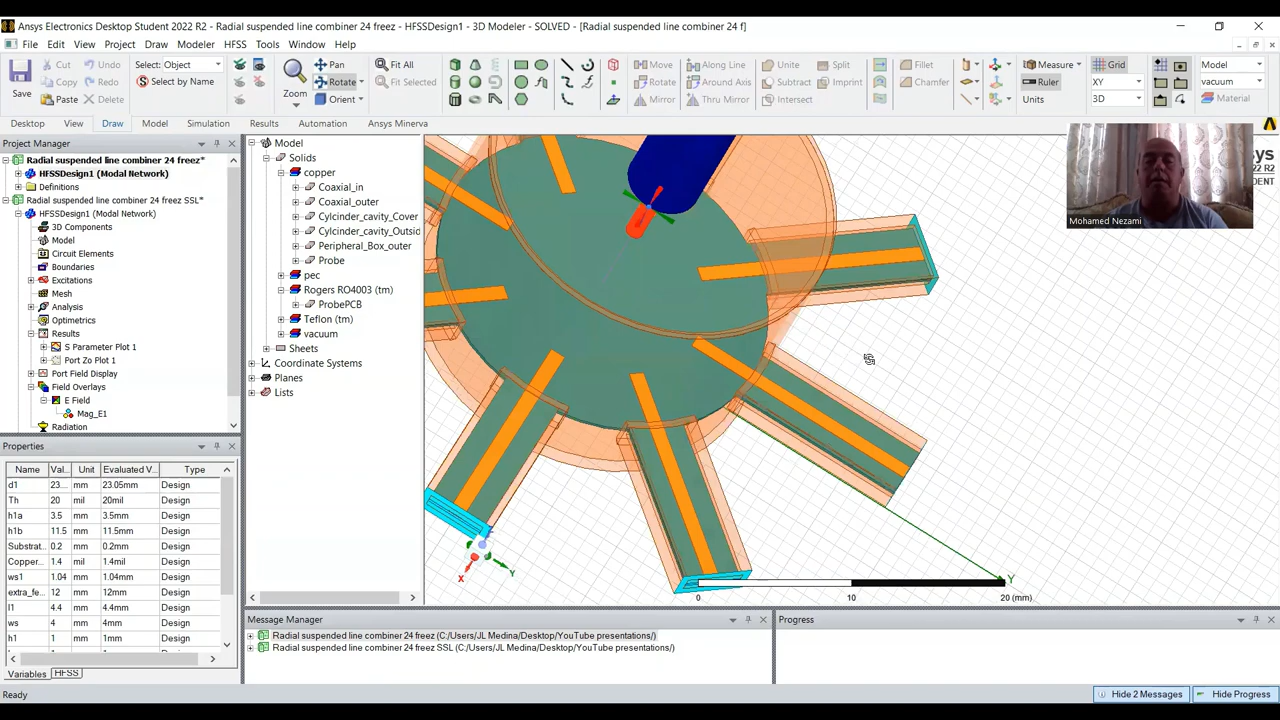 Ansys Electronics Desktop Student 2022 R2 - Radial suspended line combiner 24 freez - HFSSDesign1 - 3D Modeler - SOLVED - [Radial suspended line combiner 24 f]
File Edit View Project Draw Modeler HFSS Tools Window Help
Save Cut Copy Paste Undo Redo Delete Select: Object Select by Name Zoom Pan Rotate Orient Fit All Fit Selected Move Rotate Mirror Along Line Around Axis Thru Mirror Unite Subtract Intersect Split Imprint Fillet Chamfer Measure Ruler Units Grid XY 3D Model vacuum Material
Desktop View Draw Model Simulation Results Automation Ansys Minerva
Project Manager
Radial suspended line combiner 24 freez*
HFSSDesign1 (Modal Network)
Definitions
Radial suspended line combiner 24 freez SSL*
HFSSDesign1 (Modal Network)
3D Components
Model
Circuit Elements
Boundaries
Excitations
Mesh
Analysis
Optimetrics
Results
S Parameter Plot 1
Port Zo Plot 1
Port Field Display
Field Overlays
E Field
Mag_E1
Radiation
Properties
Name Val... Unit Evaluated V... Type
d1 23... mm 23.05mm Design
Th 20 mil 20mil Design
h1a 3.5 mm 3.5mm Design
h1b 11.5 mm 11.5mm Design
Substrat... 0.2 mm 0.2mm Design
Copper... 1.4 mil 1.4mil Design
ws1 1.04 mm 1.04mm Design
extra_fe... 12 mm 12mm Design
l1 4.4 mm 4.4mm Design
ws 4 mm 4mm Design
h1 1 mm 1mm Design
Variables HFSS
Model
Solids
copper
Coaxial_in
Coaxial_outer
Cylcinder_cavity_Cover
Cylcinder_cavity_Outsid
Peripheral_Box_outer
Probe
pec
Rogers RO4003 (tm)
ProbePCB
Teflon (tm)
vacuum
Sheets
Coordinate Systems
Planes
Lists
Mohamed Nezami
X Y
Y
0 10 20 (mm)
Message Manager
Radial suspended line combiner 24 freez (C:/Users/JL Medina/Desktop/YouTube presentations/)
Radial suspended line combiner 24 freez SSL (C:/Users/JL Medina/Desktop/YouTube presentations/)
Progress
Ready
Hide 2 Messages Hide Progress